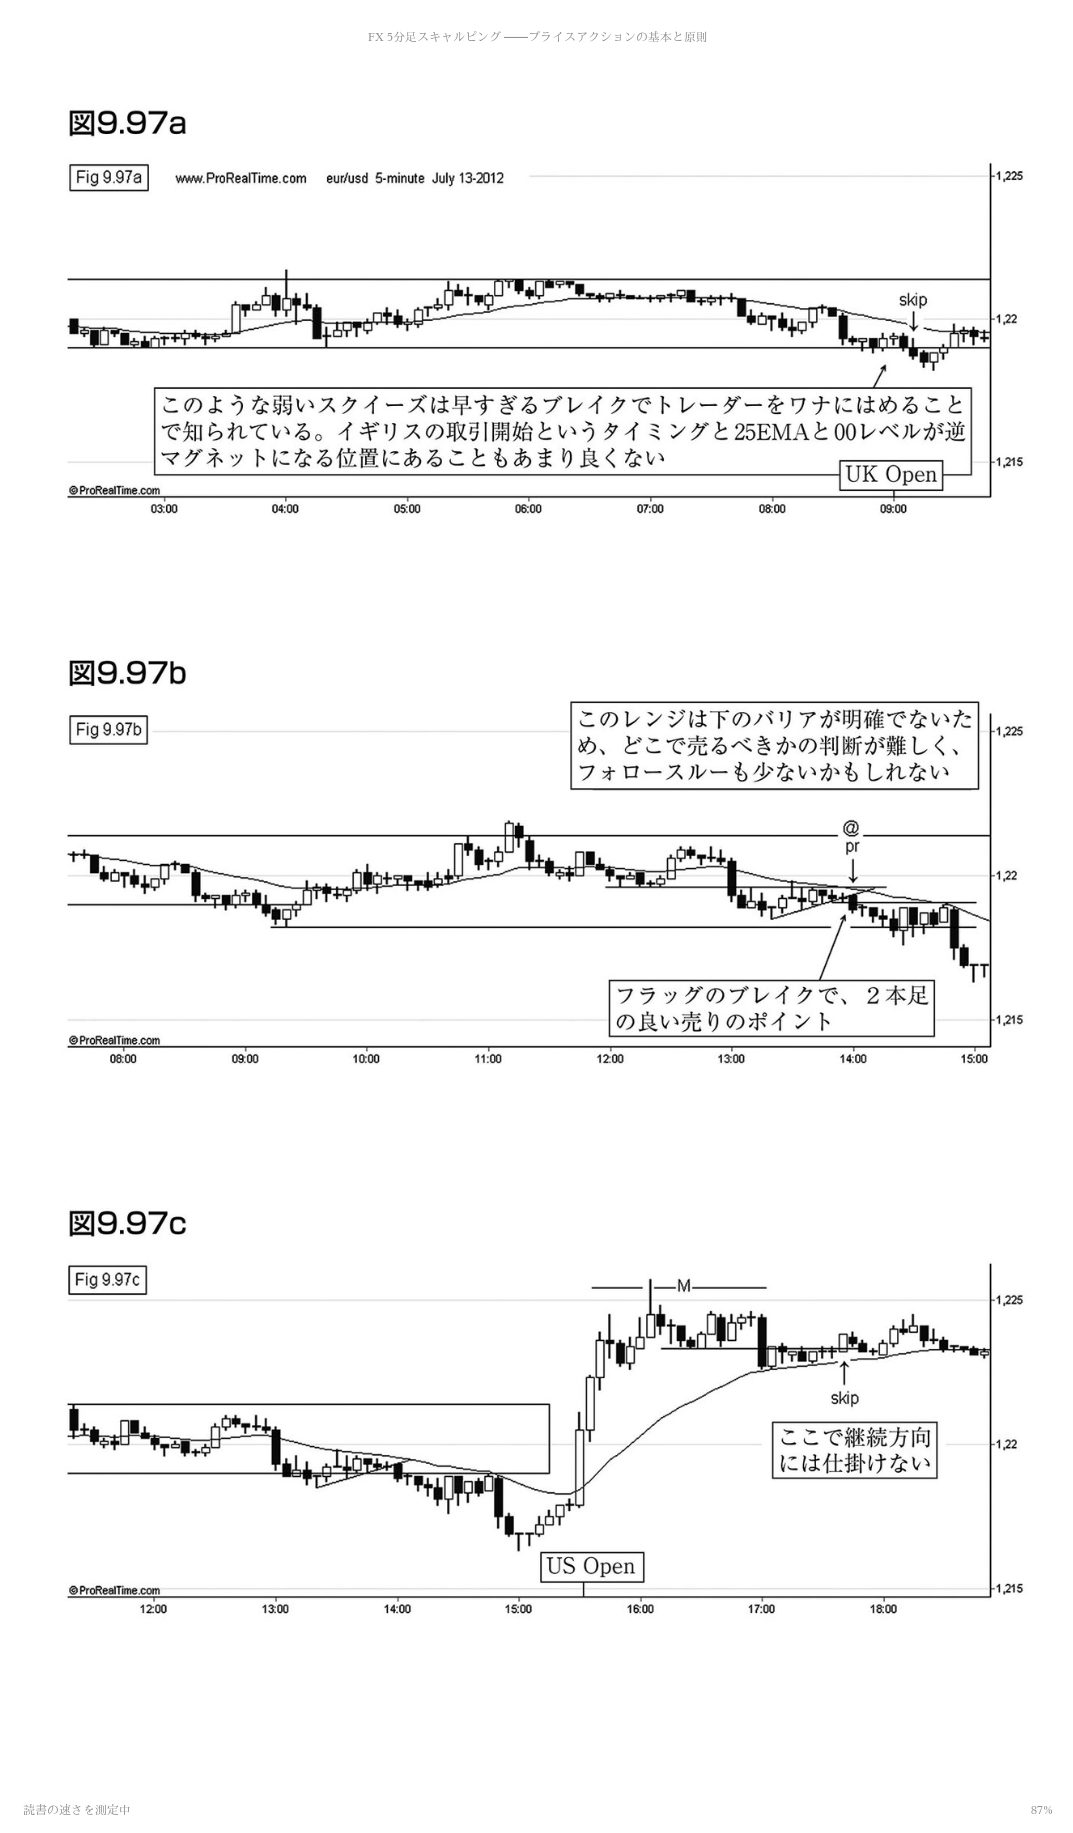 FX 5分足スキャルピング ――プライスアクションの基本と原則
図9.97a
Fig 9.97a www.ProRealTime.com eur/usd 5-minute July 13-2012
1,225
skip
1,22
このような弱いスクイーズは早すぎるブレイクでトレーダーをワナにはめること
で知られている。イギリスの取引開始というタイミングと25EMAと00レベルが逆
マグネットになる位置にあることもあまり良くない
1,215
UK Open
©ProRealTime.com
03:00 04:00 05:00 06:00 07:00 08:00 09:00
図9.97b
Fig 9.97b
このレンジは下のバリアが明確でないた
め、どこで売るべきかの判断が難しく、
フォロースルーも少ないかもしれない
1,225
@
pr
1,22
フラッグのブレイクで、２本足
の良い売りのポイント
1,215
©ProRealTime.com
08:00 09:00 10:00 11:00 12:00 13:00 14:00 15:00
図9.97c
Fig 9.97c
M
1,225
skip
ここで継続方向
には仕掛けない
1,22
US Open
1,215
©ProRealTime.com
12:00 13:00 14:00 15:00 16:00 17:00 18:00
読書の速さを測定中
87%